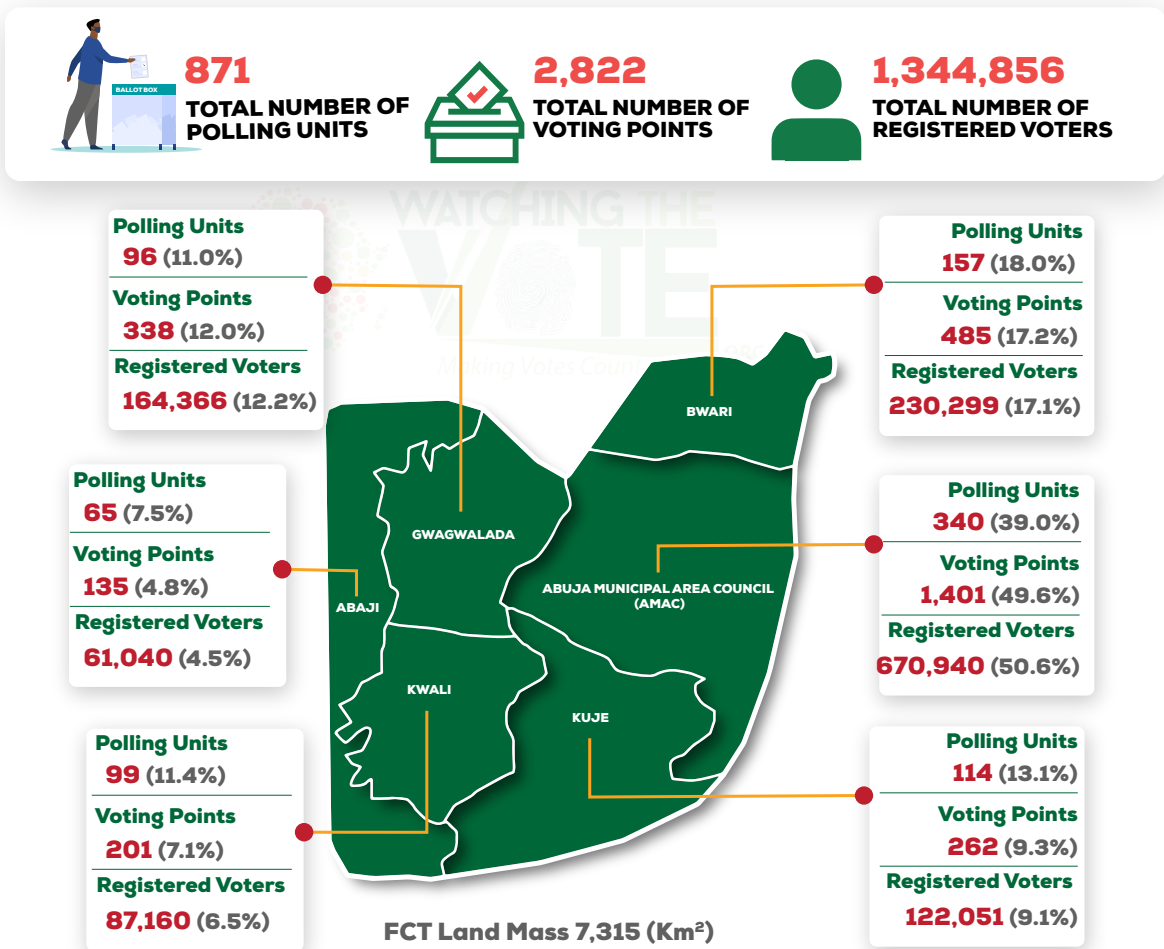 871
TOTAL NUMBER OF
POLLING UNITS
BALLOT BOX
2,822
TOTAL NUMBER OF
VOTING POINTS
1,344,856
TOTAL NUMBER OF
REGISTERED VOTERS
WATCHING THE
VOTE
Making Votes Count
Polling Units
96 (11.0%)
Voting Points
338 (12.0%)
Registered Voters
164,366 (12.2%)
Polling Units
157 (18.0%)
Voting Points
485 (17.2%)
Registered Voters
230,299 (17.1%)
BWARI
Polling Units
65 (7.5%)
Voting Points
135 (4.8%)
Registered Voters
61,040 (4.5%)
GWAGWALADA
ABAJI
ABUJA MUNICIPAL AREA COUNCIL
(AMAC)
Polling Units
340 (39.0%)
Voting Points
1,401 (49.6%)
Registered Voters
670,940 (50.6%)
KWALI
KUJE
Polling Units
99 (11.4%)
Voting Points
201 (7.1%)
Registered Voters
87,160 (6.5%)
Polling Units
114 (13.1%)
Voting Points
262 (9.3%)
Registered Voters
122,051 (9.1%)
FCT Land Mass 7,315 (Km²)